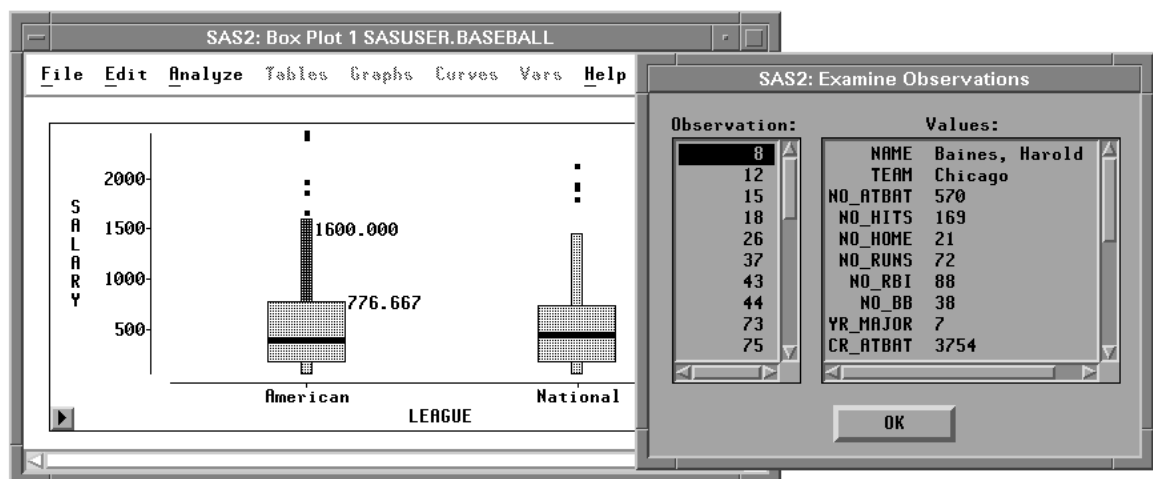 SAS2: Box Plot 1 SASUSER.BASEBALL
File Edit Analyze Tables Graphs Curves Vars Help
SALARY
2000
1500
1000
500
1600.000
776.667
American
National
LEAGUE
SAS2: Examine Observations
Observation:
8
12
15
18
26
37
43
44
73
75
Values:
NAME Baines, Harold
TEAM Chicago
NO_ATBAT 570
NO_HITS 169
NO_HOME 21
NO_RUNS 72
NO_RBI 88
NO_BB 38
YR_MAJOR 7
CR_ATBAT 3754
OK